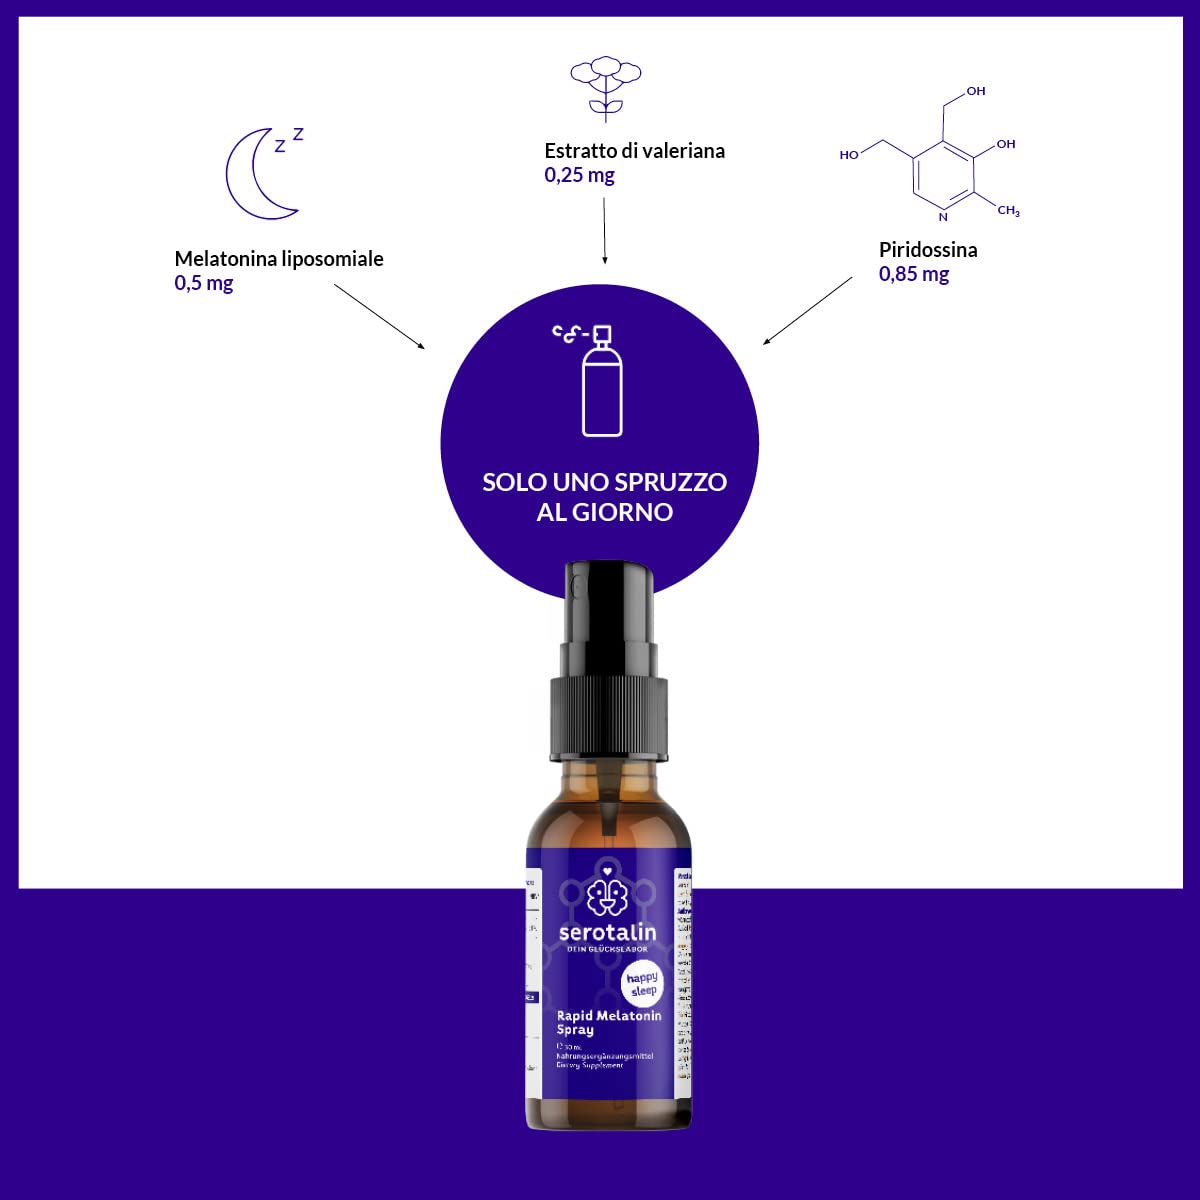 z z
Estratto di valeriana
0,25 mg
OH
HO
OH
N
CH3
Melatonina liposomiale
0,5 mg
Piridossina
0,85 mg
SOLO UNO SPRUZZO
AL GIORNO
serotalin
DEIN GLÜCKSLABOR
happy
sleep
Rapid Melatonin
Spray
Nahrungsergänzungsmittel
Dietary Supplement